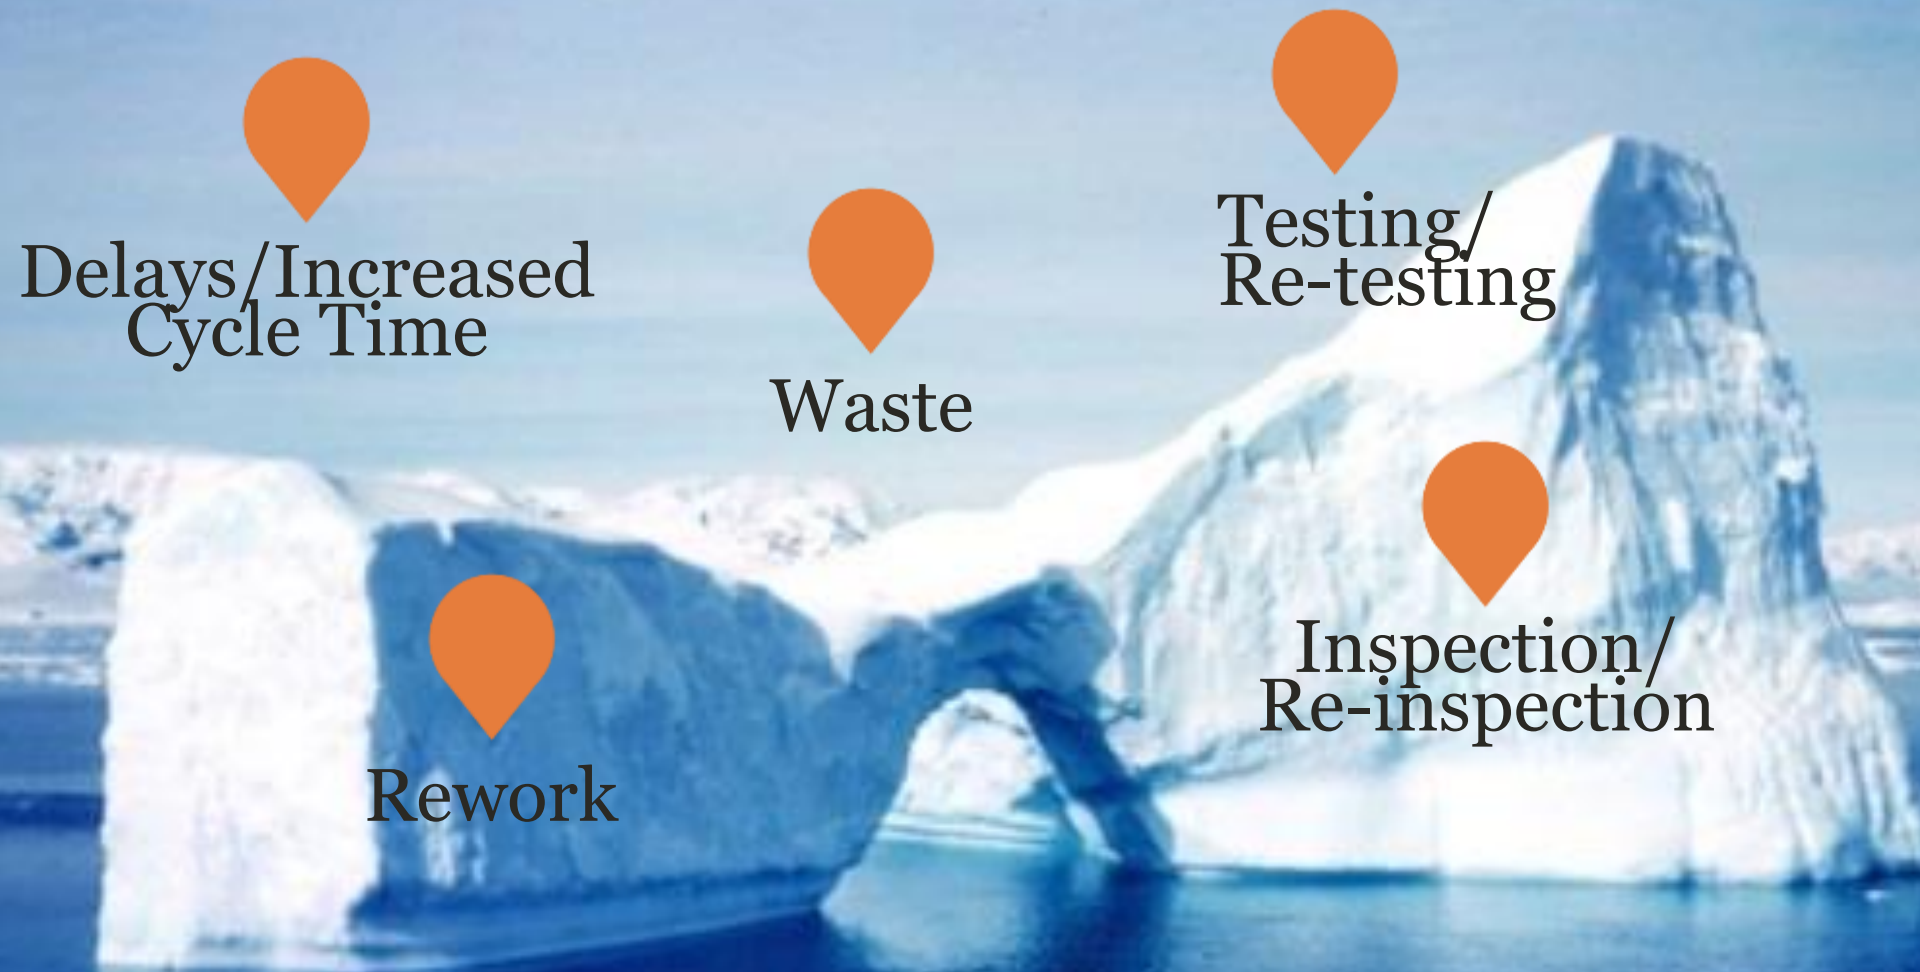 Delays/Increased
Cycle Time
Waste
Testing/
Re-testing
Rework
Inspection/
Re-inspection